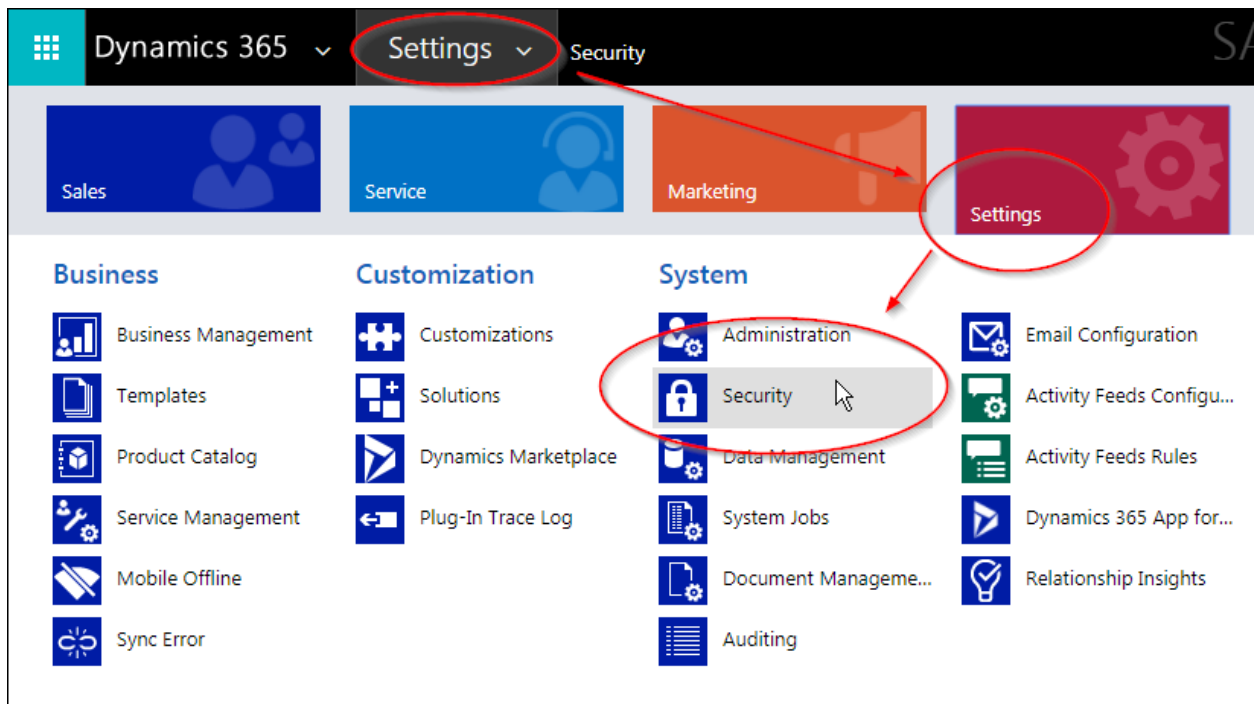 Dynamics 365 Settings Security SA
Sales Service Marketing Settings
Business Customization System
Business Management Customizations Administration Email Configuration
Templates Solutions Security Activity Feeds Configu...
Product Catalog Dynamics Marketplace Data Management Activity Feeds Rules
Service Management Plug-In Trace Log System Jobs Dynamics 365 App for...
Mobile Offline Document Manageme... Relationship Insights
Sync Error Auditing